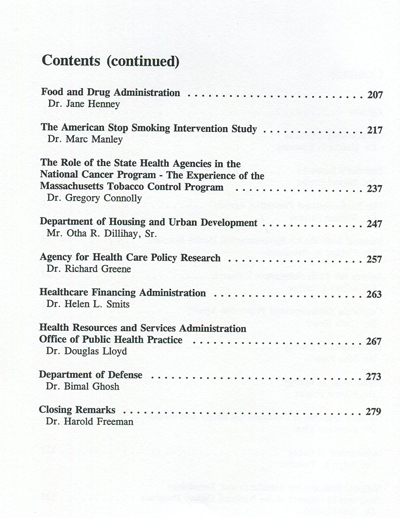 Contents (continued)
Food and Drug Administration . . . . . . . . . . . . . . . . . . . . . . . . . . 207
Dr. Jane Henney
The American Stop Smoking Intervention Study . . . . . . . . . . . . . . . 217
Dr. Marc Manley
The Role of the State Health Agencies in the
National Cancer Program - The Experience of the
Massachusetts Tobacco Control Program . . . . . . . . . . . . . . . . . . . 237
Dr. Gregory Connolly
Department of Housing and Urban Development . . . . . . . . . . . . . . . 247
Mr. Otha R. Dillihay, Sr.
Agency for Health Care Policy Research . . . . . . . . . . . . . . . . . . . . 257
Dr. Richard Greene
Healthcare Financing Administration . . . . . . . . . . . . . . . . . . . . . . 263
Dr. Helen L. Smits
Health Resources and Services Administration
Office of Public Health Practice . . . . . . . . . . . . . . . . . . . . . . . . . 267
Dr. Douglas Lloyd
Department of Defense . . . . . . . . . . . . . . . . . . . . . . . . . . . . . . . 273
Dr. Bimal Ghosh
Closing Remarks . . . . . . . . . . . . . . . . . . . . . . . . . . . . . . . . . . . 279
Dr. Harold Freeman